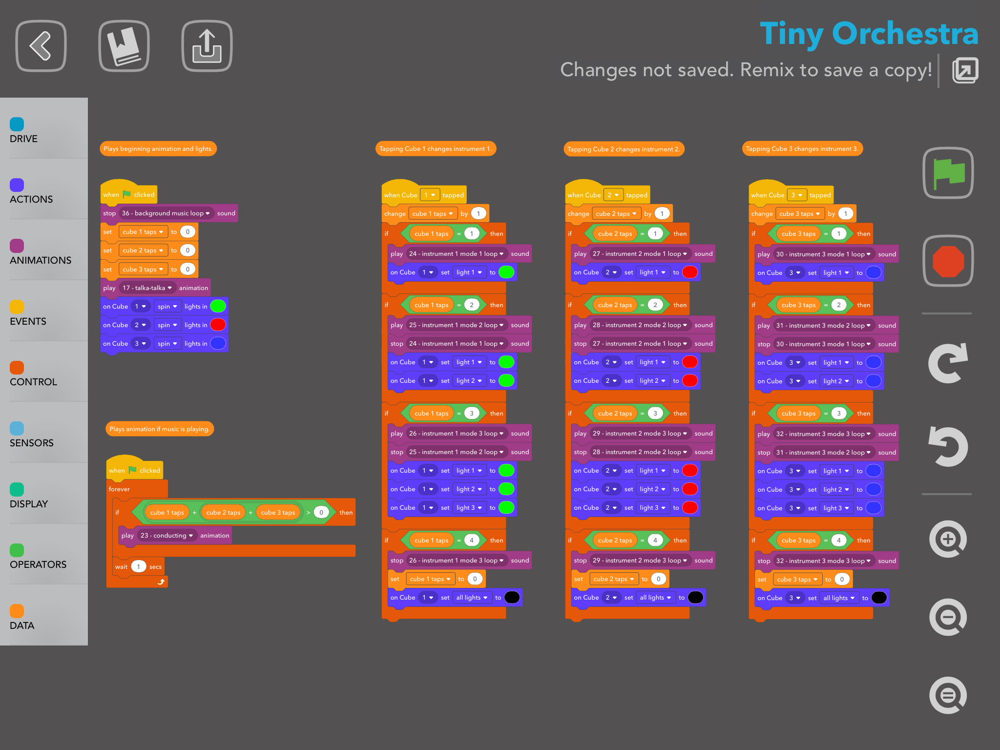 Tiny Orchestra
Changes not saved. Remix to save a copy!
DRIVE
ACTIONS
ANIMATIONS
EVENTS
CONTROL
SENSORS
DISPLAY
OPERATORS
DATA
Plays beginning animation and lights.
when clicked
stop 36 - background music loop sound
set cube 1 taps to 0
set cube 2 taps to 0
set cube 3 taps to 0
play 17 - talka-talka animation
on Cube 1 spin lights in
on Cube 2 spin lights in
on Cube 3 spin lights in
Plays animation if music is playing.
when clicked
forever
if cube 1 taps + cube 2 taps + cube 3 taps > 0 then
play 23 - conducting animation
wait 1 secs
Tapping Cube 1 changes instrument 1.
when Cube 1 tapped
change cube 1 taps by 1
if cube 1 taps = 1 then
play 24 - instrument 1 mode 1 loop sound
on Cube 1 set light 1 to
if cube 1 taps = 2 then
play 25 - instrument 1 mode 2 loop sound
stop 24 - instrument 1 mode 1 loop sound
on Cube 1 set light 1 to
on Cube 1 set light 2 to
if cube 1 taps = 3 then
play 26 - instrument 1 mode 3 loop sound
stop 25 - instrument 1 mode 2 loop sound
on Cube 1 set light 1 to
on Cube 1 set light 2 to
on Cube 1 set light 3 to
if cube 1 taps = 4 then
stop 26 - instrument 1 mode 3 loop sound
set cube 1 taps to 0
on Cube 1 set all lights to
Tapping Cube 2 changes instrument 2.
when Cube 2 tapped
change cube 2 taps by 1
if cube 2 taps = 1 then
play 27 - instrument 2 mode 1 loop sound
on Cube 2 set light 1 to
if cube 2 taps = 2 then
play 28 - instrument 2 mode 2 loop sound
stop 27 - instrument 2 mode 1 loop sound
on Cube 2 set light 1 to
on Cube 2 set light 2 to
if cube 2 taps = 3 then
play 29 - instrument 2 mode 3 loop sound
stop 28 - instrument 2 mode 2 loop sound
on Cube 2 set light 1 to
on Cube 2 set light 2 to
on Cube 2 set light 3 to
if cube 2 taps = 4 then
stop 29 - instrument 2 mode 3 loop sound
set cube 2 taps to 0
on Cube 2 set all lights to
Tapping Cube 3 changes instrument 3.
when Cube 3 tapped
change cube 3 taps by 1
if cube 3 taps = 1 then
play 30 - instrument 3 mode 1 loop sound
on Cube 3 set light 1 to
if cube 3 taps = 2 then
play 31 - instrument 3 mode 2 loop sound
stop 30 - instrument 3 mode 1 loop sound
on Cube 3 set light 1 to
on Cube 3 set light 2 to
if cube 3 taps = 3 then
play 32 - instrument 3 mode 3 loop sound
stop 31 - instrument 3 mode 2 loop sound
on Cube 3 set light 1 to
on Cube 3 set light 2 to
on Cube 3 set light 3 to
if cube 3 taps = 4 then
stop 32 - instrument 3 mode 3 loop sound
set cube 3 taps to 0
on Cube 3 set all lights to